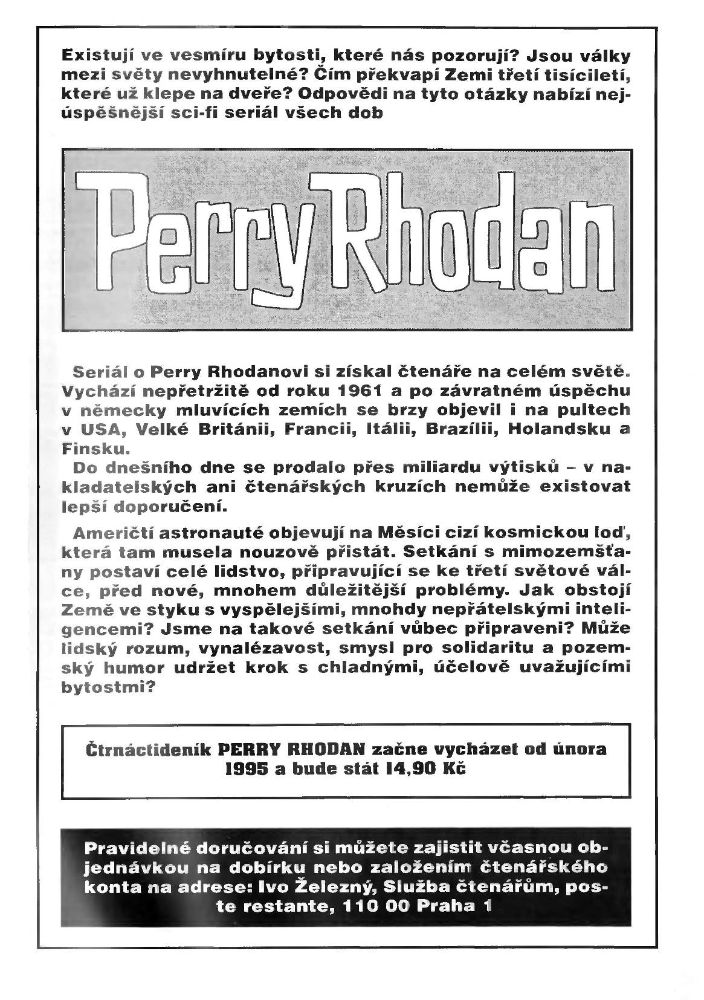 Existují ve vesmíru bytosti, které nás pozorují? Jsou války
mezi světy nevyhnutelné? Čím překvapí Zemi třetí tisíciletí,
které už klepe na dveře? Odpovědi na tyto otázky nabízí nej-
úspěšnější sci-fi seriál všech dob
Perry Rhodan
Seriál o Perry Rhodanovi si získal čtenáře na celém světě.
Vychází nepřetržitě od roku 1961 a po závratném úspěchu
v německy mluvících zemích se brzy objevil i na pultech
v USA, Velké Británii, Francii, Itálii, Brazílii, Holandsku a
Finsku.
Do dnešního dne se prodalo přes miliardu výtisků – v na-
kladatelských ani čtenářských kruzích nemůže existovat
lepší doporučení.
Američtí astronauté objevují na Měsíci cizí kosmickou loď,
která tam musela nouzově přistát. Setkání s mimozemšťa-
ny postaví celé lidstvo, připravující se ke třetí světové vál-
ce, před nové, mnohem důležitější problémy. Jak obstojí
Země ve styku s vyspělejšími, mnohdy nepřátelskými inteli-
gencemi? Jsme na takové setkání vůbec připraveni? Může
lidský rozum, vynalézavost, smysl pro solidaritu a pozem-
ský humor udržet krok s chladnými, účelově uvažujícími
bytostmi?
Čtrnáctideník PERRY RHODAN začne vycházet od února
1995 a bude stát 14,90 Kč
Pravidelné doručování si můžete zajistit včasnou ob-
jednávkou na dobírku nebo založením čtenářského
konta na adrese: Ivo Železný, Služba čtenářům, pos-
te restante, 110 00 Praha 1